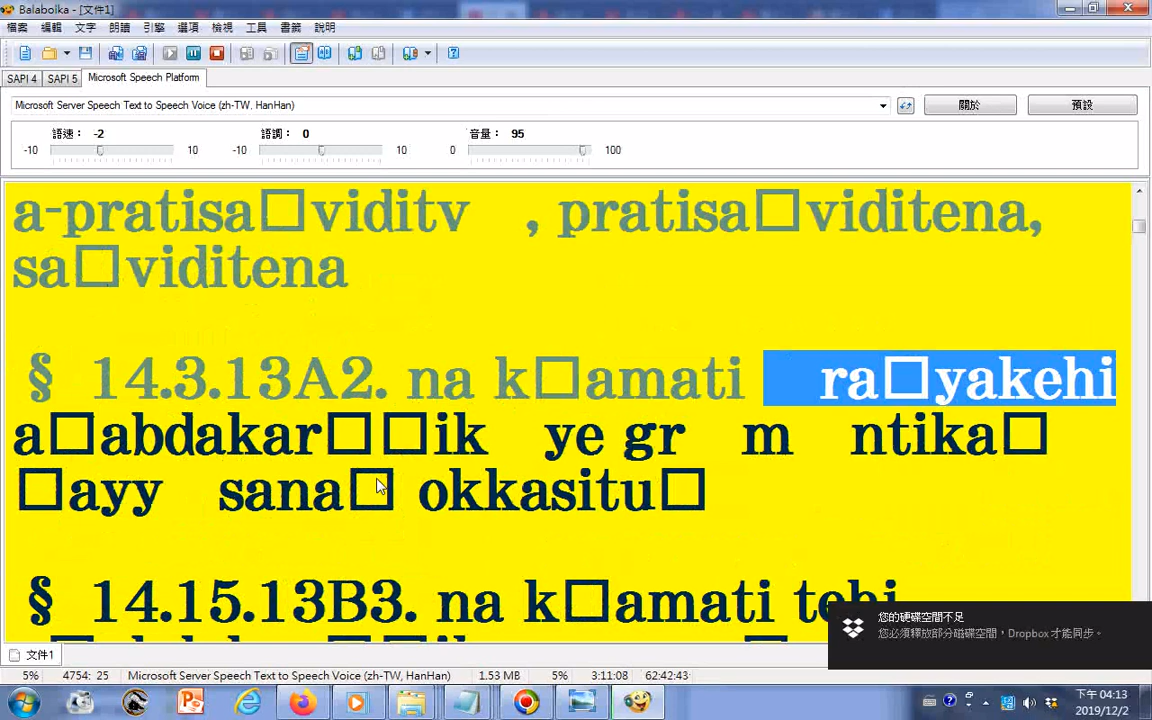 Balabolka - [文件1]
檔案 編輯 文字 朗讀 引擎 選項 檢視 工具 書籤 說明
SAPI 4 SAPI 5 Microsoft Speech Platform
Microsoft Server Speech Text to Speech Voice (zh-TW, HanHan)
關於 預設
語速： -2 語調： 0 音量： 95
-10 10 -10 10 0 100
a-pratisa□viditv , pratisa□viditena,
sa□viditena
§ 14.3.13A2. na k□amati ra□yakehi
a□abdakar□□ik ye gr m ntika□
□ayy sana□ okkasitu□
§ 14.15.13B3. na k□amati tehi
您的硬碟空間不足
您必須釋放部分磁碟空間，Dropbox 才能同步。
文件1
5% 4754: 25 Microsoft Server Speech Text to Speech Voice (zh-TW, HanHan) 1.53 MB 5% 3:11:08 62:42:43
下午 04:13
2019/12/2